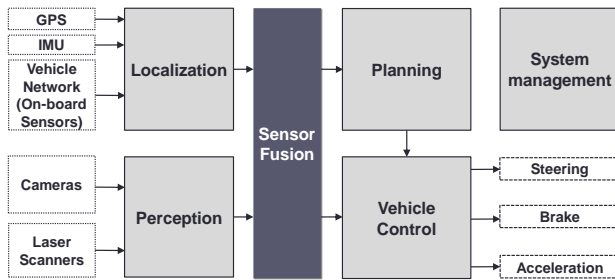 GPS
IMU
Vehicle
Network
(On-board
Sensors)
Localization
Sensor
Fusion
Planning
System
management
Cameras
Laser
Scanners
Perception
Vehicle
Control
Steering
Brake
Acceleration